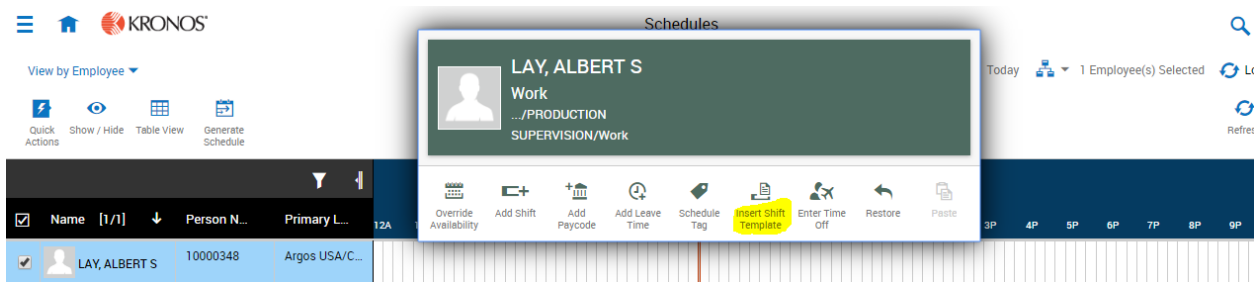 KRONOS
Schedules
View by Employee
Today
1 Employee(s) Selected
Quick Actions
Show / Hide
Table View
Generate Schedule
LAY, ALBERT S
Work
.../PRODUCTION
SUPERVISION/Work
Override Availability
Add Shift
Add Paycode
Add Leave Time
Schedule Tag
Insert Shift Template
Enter Time Off
Restore
Paste
Name [1/1]
Person N...
Primary L...
12A
3P 4P 5P 6P 7P 8P 9P
LAY, ALBERT S
10000348
Argos USA/C...